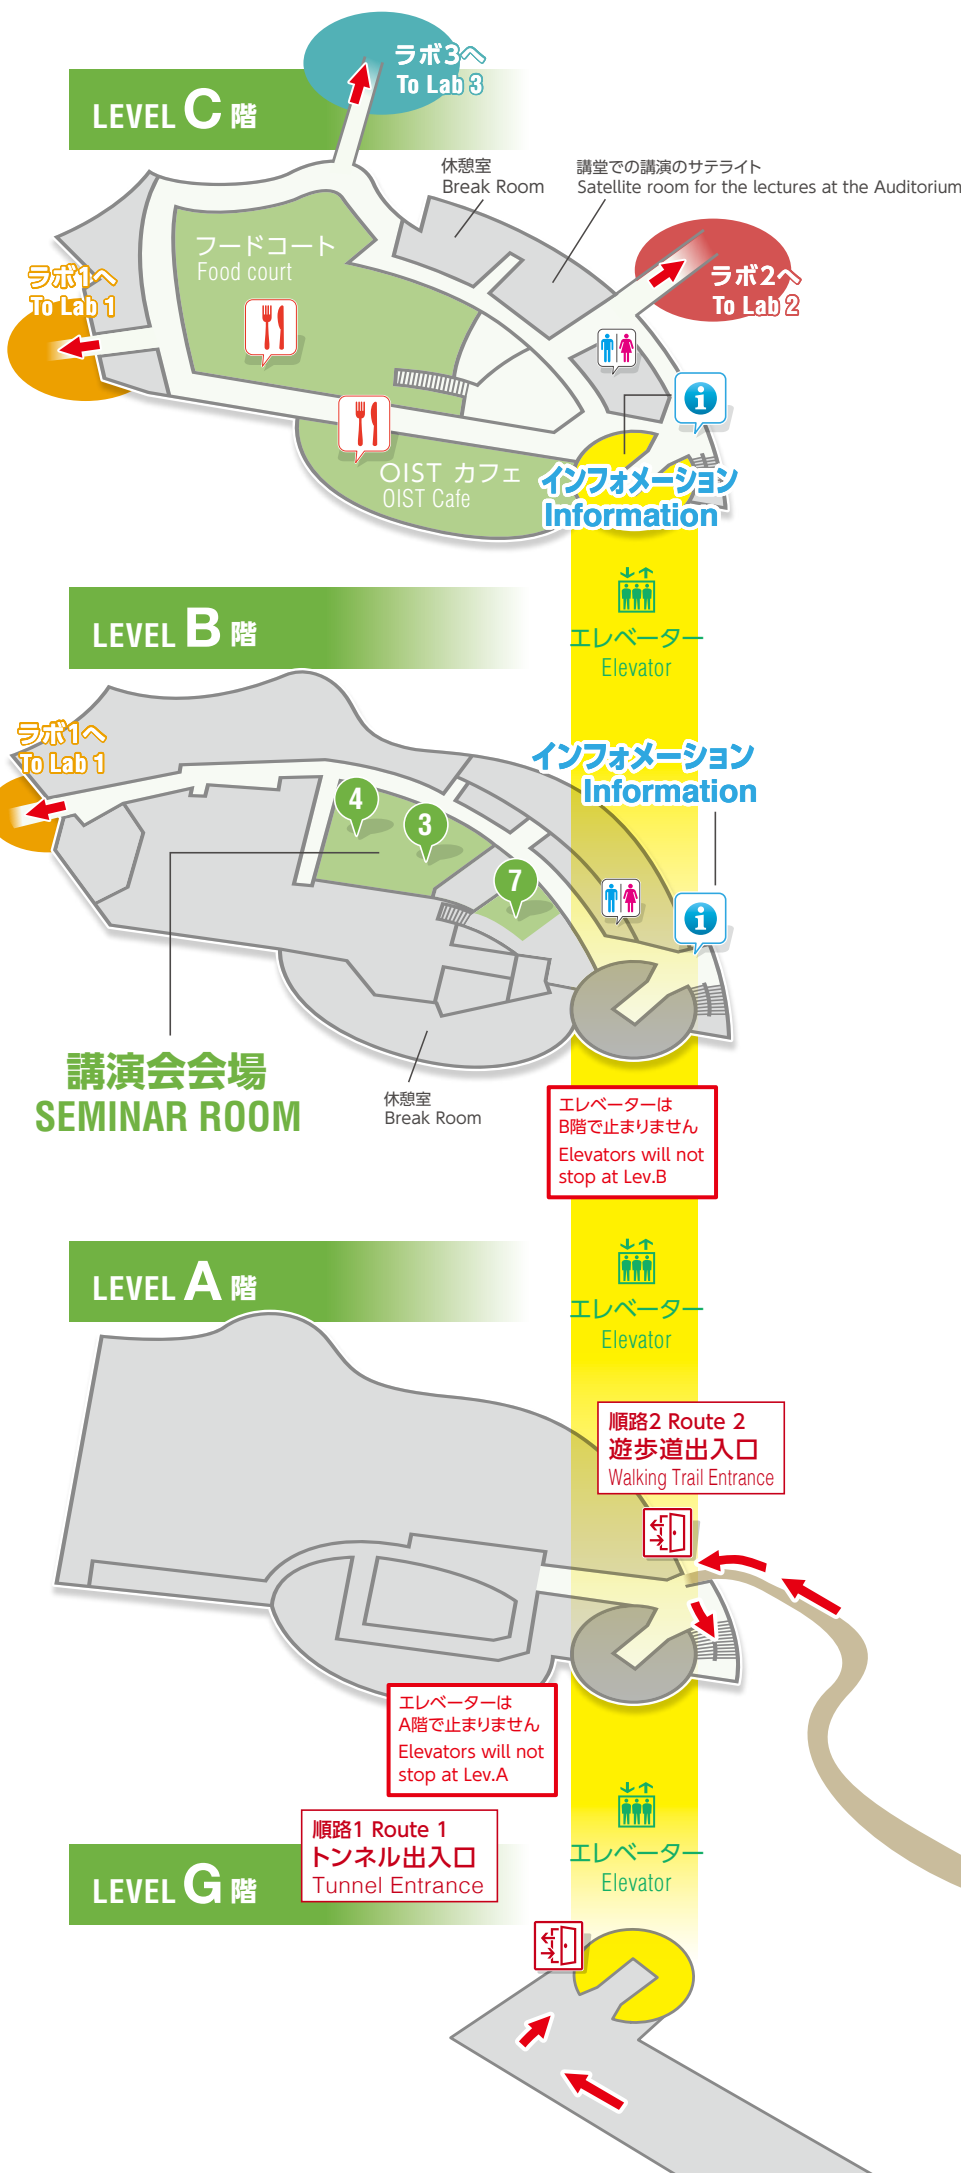 ラボ3へ
To Lab 3
LEVEL C 階
休憩室
Break Room
講堂での講演のサテライト
Satellite room for the lectures at the Auditorium
フードコート
Food court
ラボ1へ
To Lab 1
ラボ2へ
To Lab 2
OIST カフェ
OIST Cafe
インフォメーション
Information
エレベーター
Elevator
LEVEL B 階
ラボ1へ
To Lab 1
インフォメーション
Information
4
3
7
講演会会場
SEMINAR ROOM
休憩室
Break Room
エレベーターは
B階で止まりません
Elevators will not
stop at Lev.B
LEVEL A 階
エレベーター
Elevator
順路2 Route 2
遊歩道出入口
Walking Trail Entrance
エレベーターは
A階で止まりません
Elevators will not
stop at Lev.A
エレベーター
Elevator
順路1 Route 1
トンネル出入口
Tunnel Entrance
LEVEL G 階